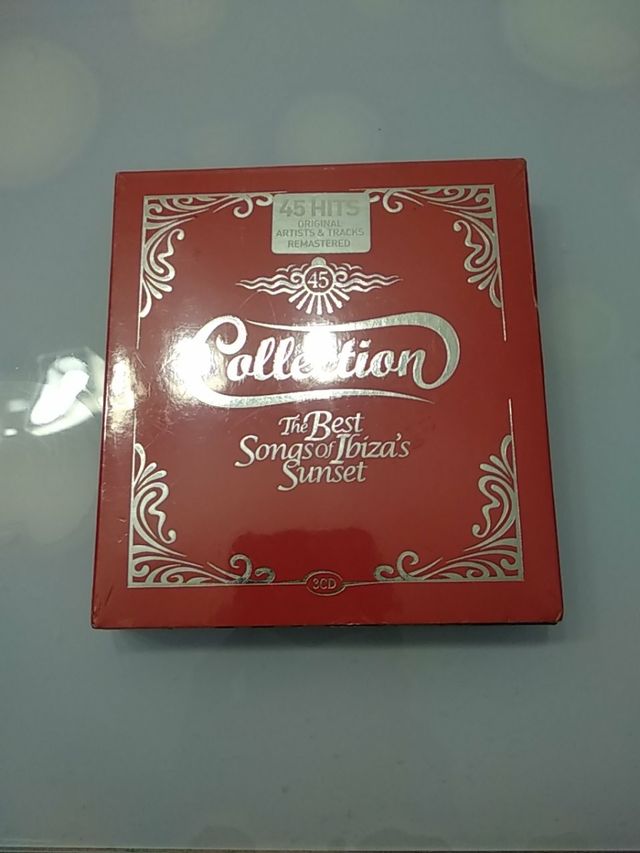 45 HITS
ORIGINAL
ARTISTS & TRACKS
REMASTERED
45
Collection
The Best
Songs of Ibiza's
Sunset
3CD